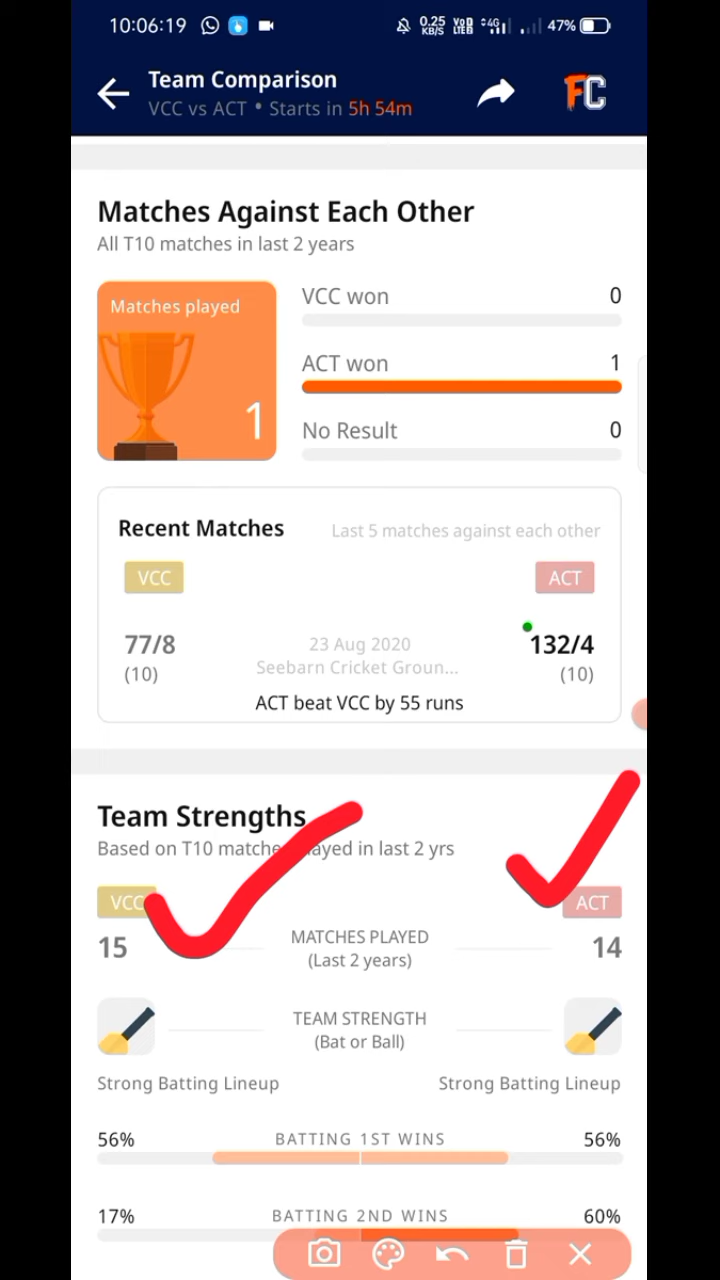 10:06:19
0.25 KB/S
VoD LTE
4G
47%
Team Comparison
VCC vs ACT • Starts in 5h 54m
FC
Matches Against Each Other
All T10 matches in last 2 years
Matches played
1
VCC won 0
ACT won 1
No Result 0
Recent Matches Last 5 matches against each other
VCC ACT
77/8 23 Aug 2020 132/4
(10) Seebarn Cricket Groun... (10)
ACT beat VCC by 55 runs
Team Strengths
Based on T10 matches played in last 2 yrs
VCC ACT
15 MATCHES PLAYED 14
(Last 2 years)
TEAM STRENGTH
(Bat or Ball)
Strong Batting Lineup Strong Batting Lineup
56% BATTING 1ST WINS 56%
17% BATTING 2ND WINS 60%